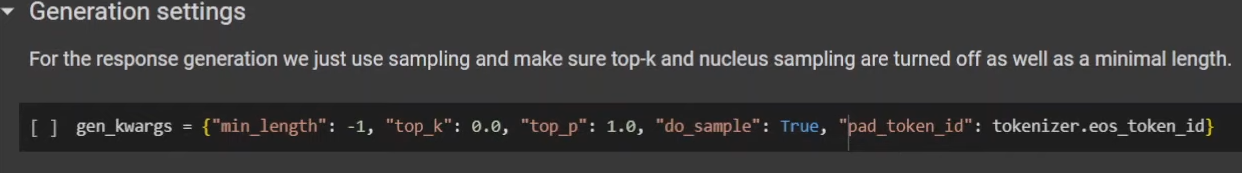 Generation settings
For the response generation we just use sampling and make sure top-k and nucleus sampling are turned off as well as a minimal length.
[ ] gen_kwargs = {"min_length": -1, "top_k": 0.0, "top_p": 1.0, "do_sample": True, "pad_token_id": tokenizer.eos_token_id}